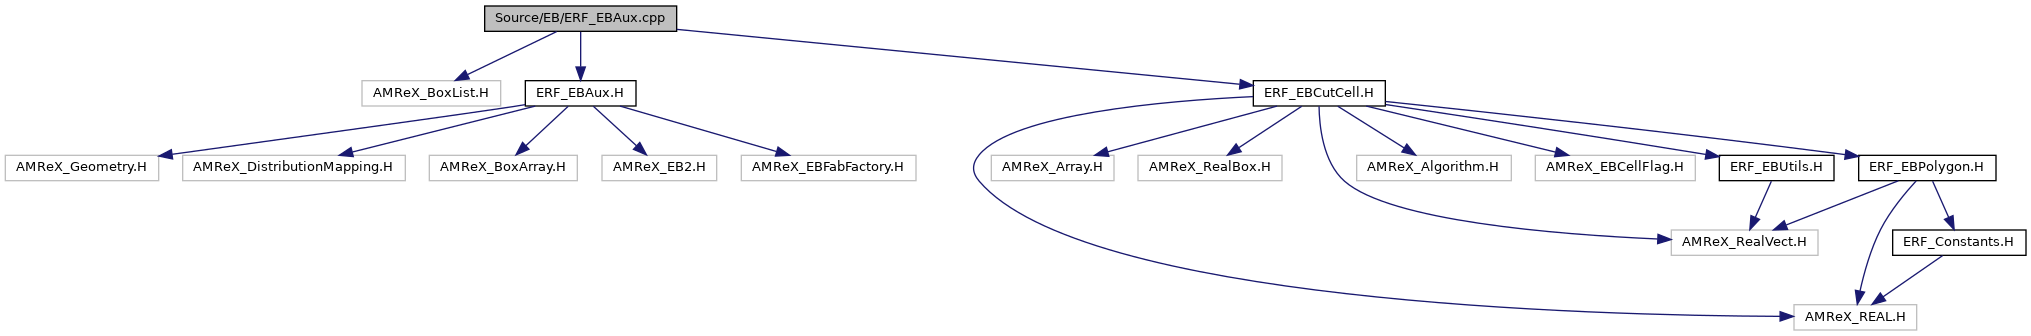 Source/EB/ERF_EBAux.cpp
AMReX_BoxList.H
ERF_EBAux.H
ERF_EBCutCell.H
AMReX_Geometry.H
AMReX_DistributionMapping.H
AMReX_BoxArray.H
AMReX_EB2.H
AMReX_EBFabFactory.H
AMReX_Array.H
AMReX_RealBox.H
AMReX_Algorithm.H
AMReX_EBCellFlag.H
ERF_EBUtils.H
ERF_EBPolygon.H
AMReX_RealVect.H
ERF_Constants.H
AMReX_REAL.H